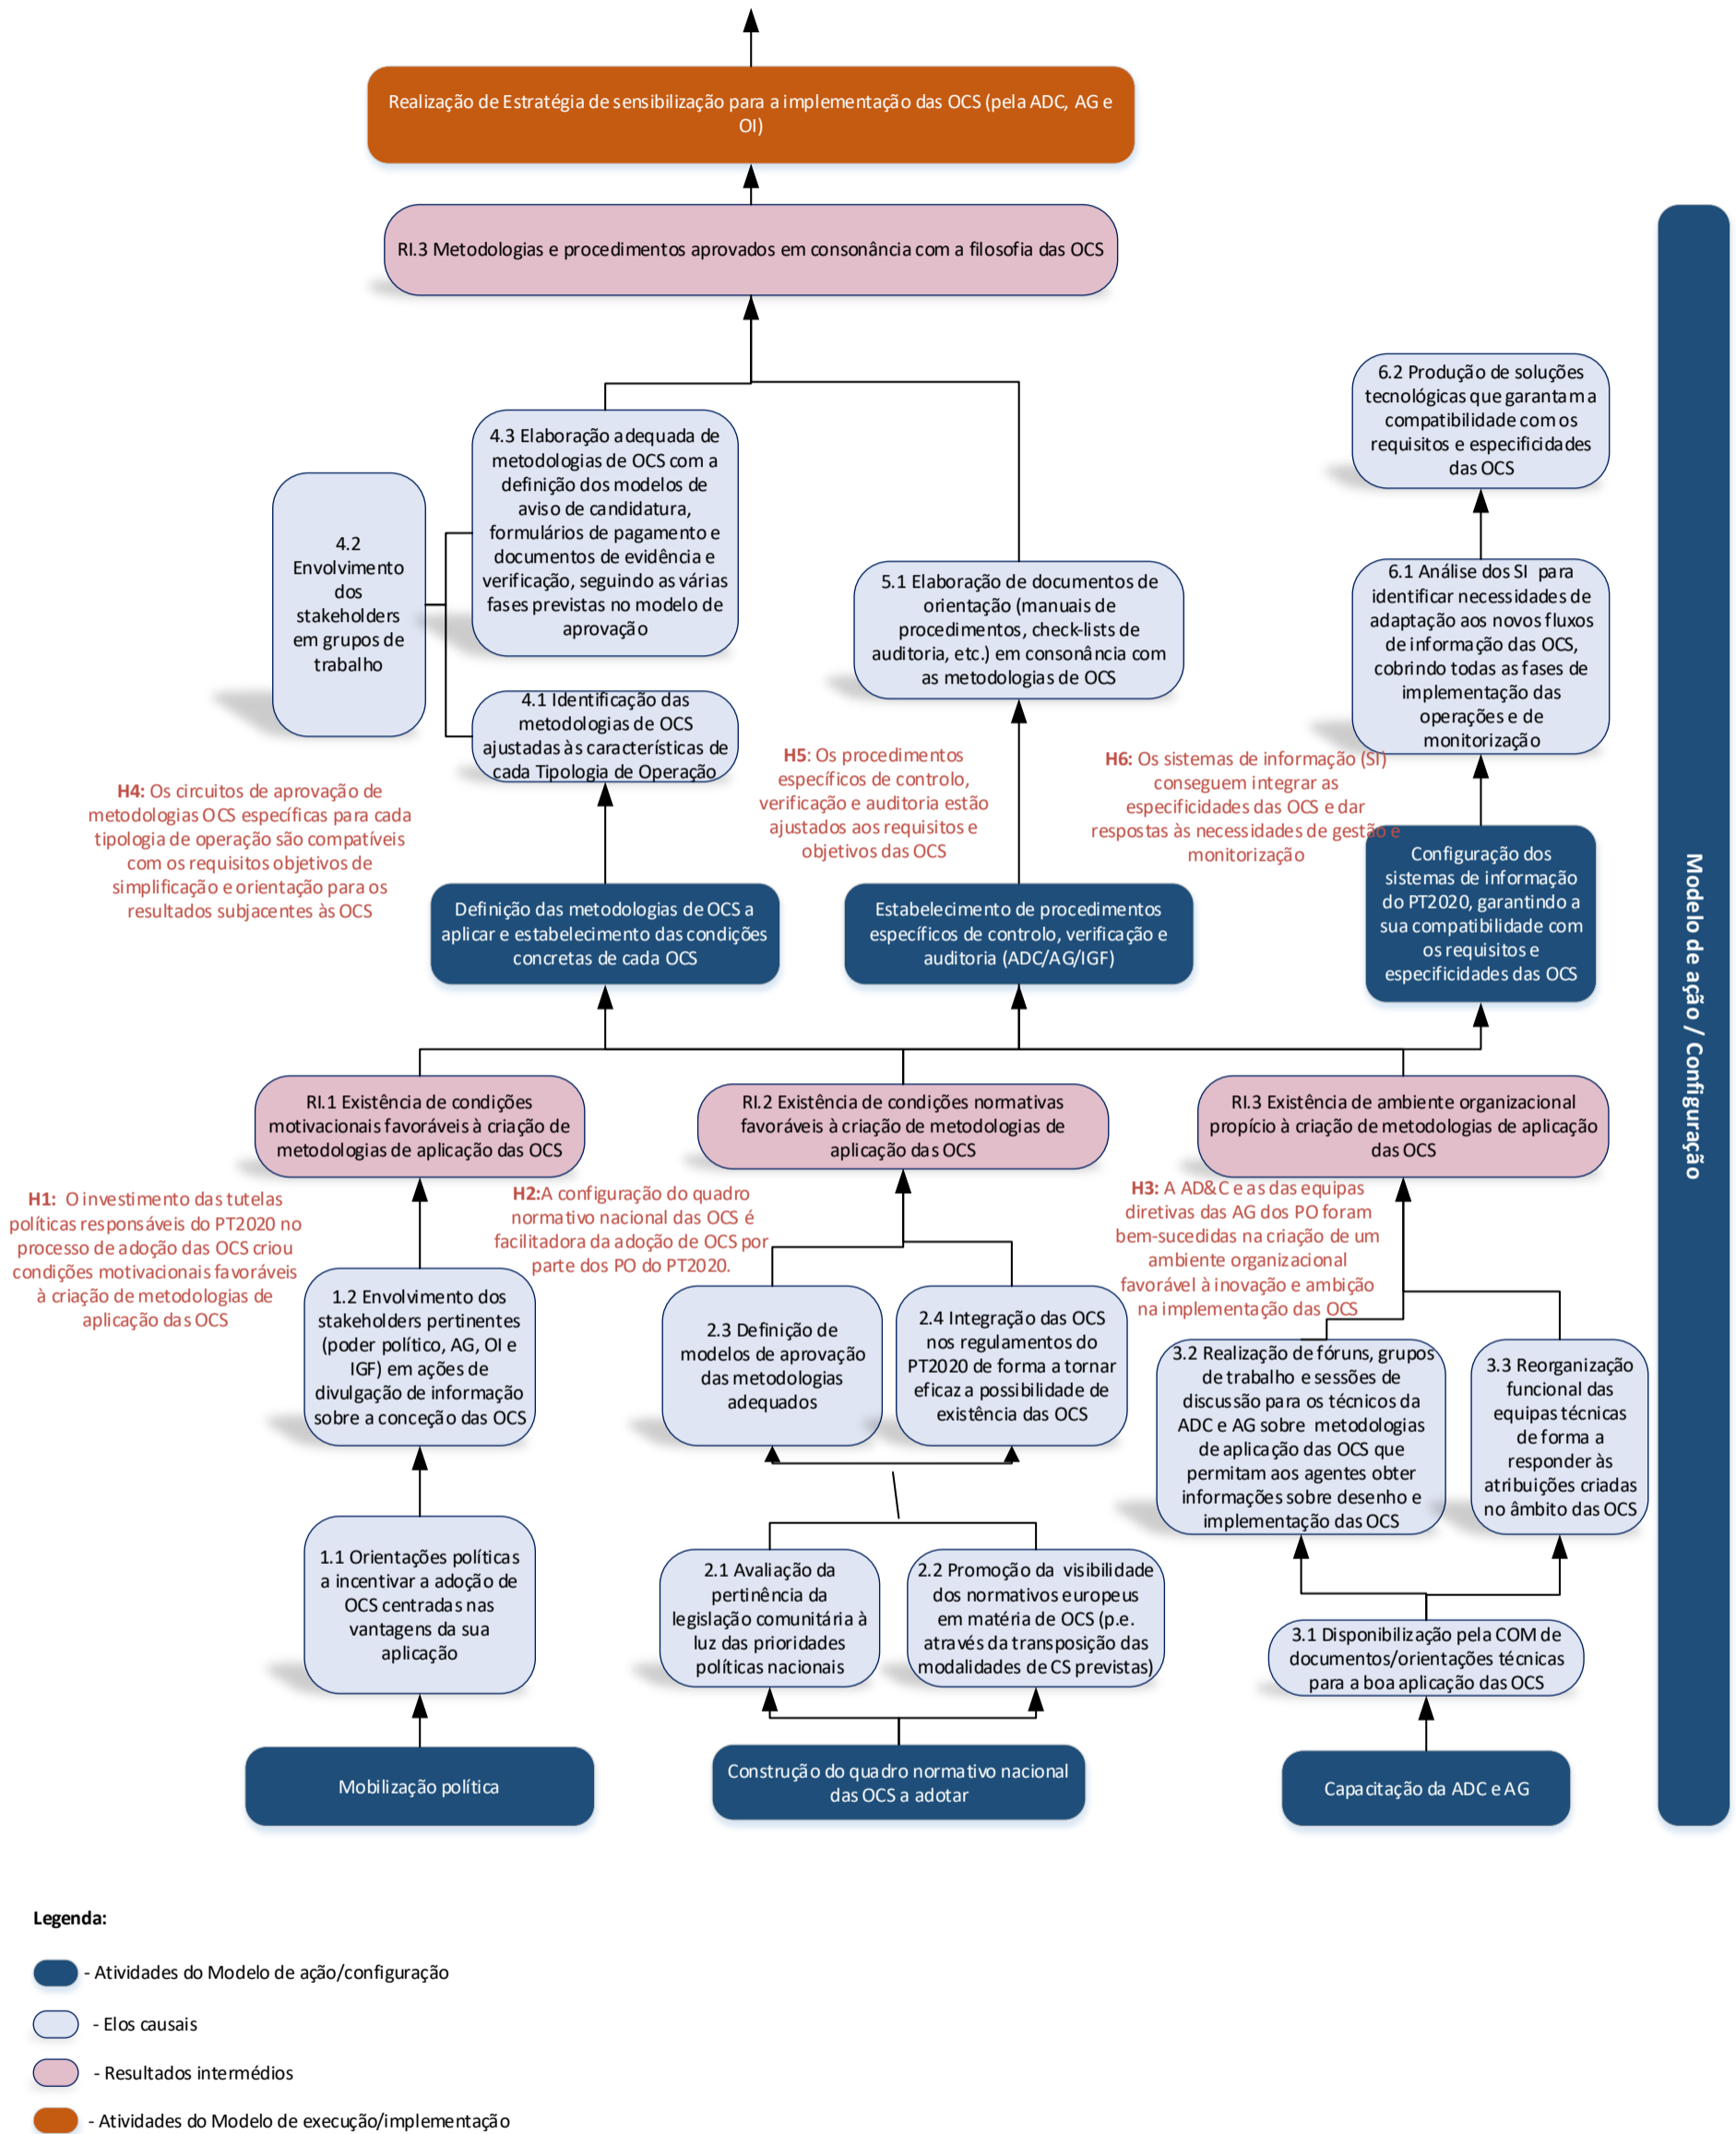 Realização de Estratégia de sensibilização para a implementação das OCS (pela ADC, AG e
OI)
RI.3 Metodologias e procedimentos aprovados em consonância com a filosofia das OCS
6.2 Produção de soluções
tecnológicas que garantam a
compatibilidade com os
requisitos e especificidades
das OCS
4.3 Elaboração adequada de
metodologias de OCS com a
definição dos modelos de
aviso de candidatura,
formulários de pagamento e
documentos de evidência e
verificação, seguindo as várias
fases previstas no modelo de
aprovação
4.2
Envolvimento
dos
stakeholders
em grupos de
trabalho
5.1 Elaboração de documentos de
orientação (manuais de
procedimentos, check-lists de
auditoria, etc.) em consonância com
as metodologias de OCS
6.1 Análise dos SI para
identificar necessidades de
adaptação aos novos fluxos
de informação das OCS,
cobrindo todas as fases de
implementação das
operações e de
monitorização
4.1 Identificação das
metodologias de OCS
ajustadas às características de
cada Tipologia de Operação
H4: Os circuitos de aprovação de
metodologias OCS específicas para cada
tipologia de operação são compatíveis
com os requisitos objetivos de
simplificação e orientação para os
resultados subjacentes às OCS
H5: Os procedimentos
específicos de controlo,
verificação e auditoria estão
ajustados aos requisitos e
objetivos das OCS
H6: Os sistemas de informação (SI)
conseguem integrar as
especificidades das OCS e dar
respostas às necessidades de gestão e
monitorização
Definição das metodologias de OCS a
aplicar e estabelecimento das condições
concretas de cada OCS
Estabelecimento de procedimentos
específicos de controlo, verificação e
auditoria (ADC/AG/IGF)
Configuração dos
sistemas de informação
do PT2020, garantindo a
sua compatibilidade com
os requisitos e
especificidades das OCS
Modelo de ação / Configuração
RI.1 Existência de condições
motivacionais favoráveis à criação de
metodologias de aplicação das OCS
RI.2 Existência de condições normativas
favoráveis à criação de metodologias de
aplicação das OCS
RI.3 Existência de ambiente organizacional
propício à criação de metodologias de aplicação
das OCS
H1: O investimento das tutelas
políticas responsáveis do PT2020 no
processo de adoção das OCS criou
condições motivacionais favoráveis
à criação de metodologias de
aplicação das OCS
H2:A configuração do quadro
normativo nacional das OCS é
facilitadora da adoção de OCS por
parte dos PO do PT2020.
H3: A AD&C e as das equipas
diretivas das AG dos PO foram
bem-sucedidas na criação de um
ambiente organizacional
favorável à inovação e ambição
na implementação das OCS
1.2 Envolvimento dos
stakeholders pertinentes
(poder político, AG, OI e
IGF) em ações de
divulgação de informação
sobre a conceção das OCS
2.3 Definição de
modelos de aprovação
das metodologias
adequados
2.4 Integração das OCS
nos regulamentos do
PT2020 de forma a tornar
eficaz a possibilidade de
existência das OCS
3.2 Realização de fóruns, grupos
de trabalho e sessões de
discussão para os técnicos da
ADC e AG sobre metodologias
de aplicação das OCS que
permitam aos agentes obter
informações sobre desenho e
implementação das OCS
3.3 Reorganização
funcional das
equipas técnicas
de forma a
responder às
atribuições criadas
no âmbito das OCS
1.1 Orientações políticas
a incentivar a adoção de
OCS centradas nas
vantagens da sua
aplicação
2.1 Avaliação da
pertinência da
legislação comunitária à
luz das prioridades
políticas nacionais
2.2 Promoção da visibilidade
dos normativos europeus
em matéria de OCS (p.e.
através da transposição das
modalidades de CS previstas)
3.1 Disponibilização pela COM de
documentos/orientações técnicas
para a boa aplicação das OCS
Mobilização política
Construção do quadro normativo nacional
das OCS a adotar
Capacitação da ADC e AG
Legenda:
- Atividades do Modelo de ação/configuração
- Elos causais
- Resultados intermédios
- Atividades do Modelo de execução/implementação